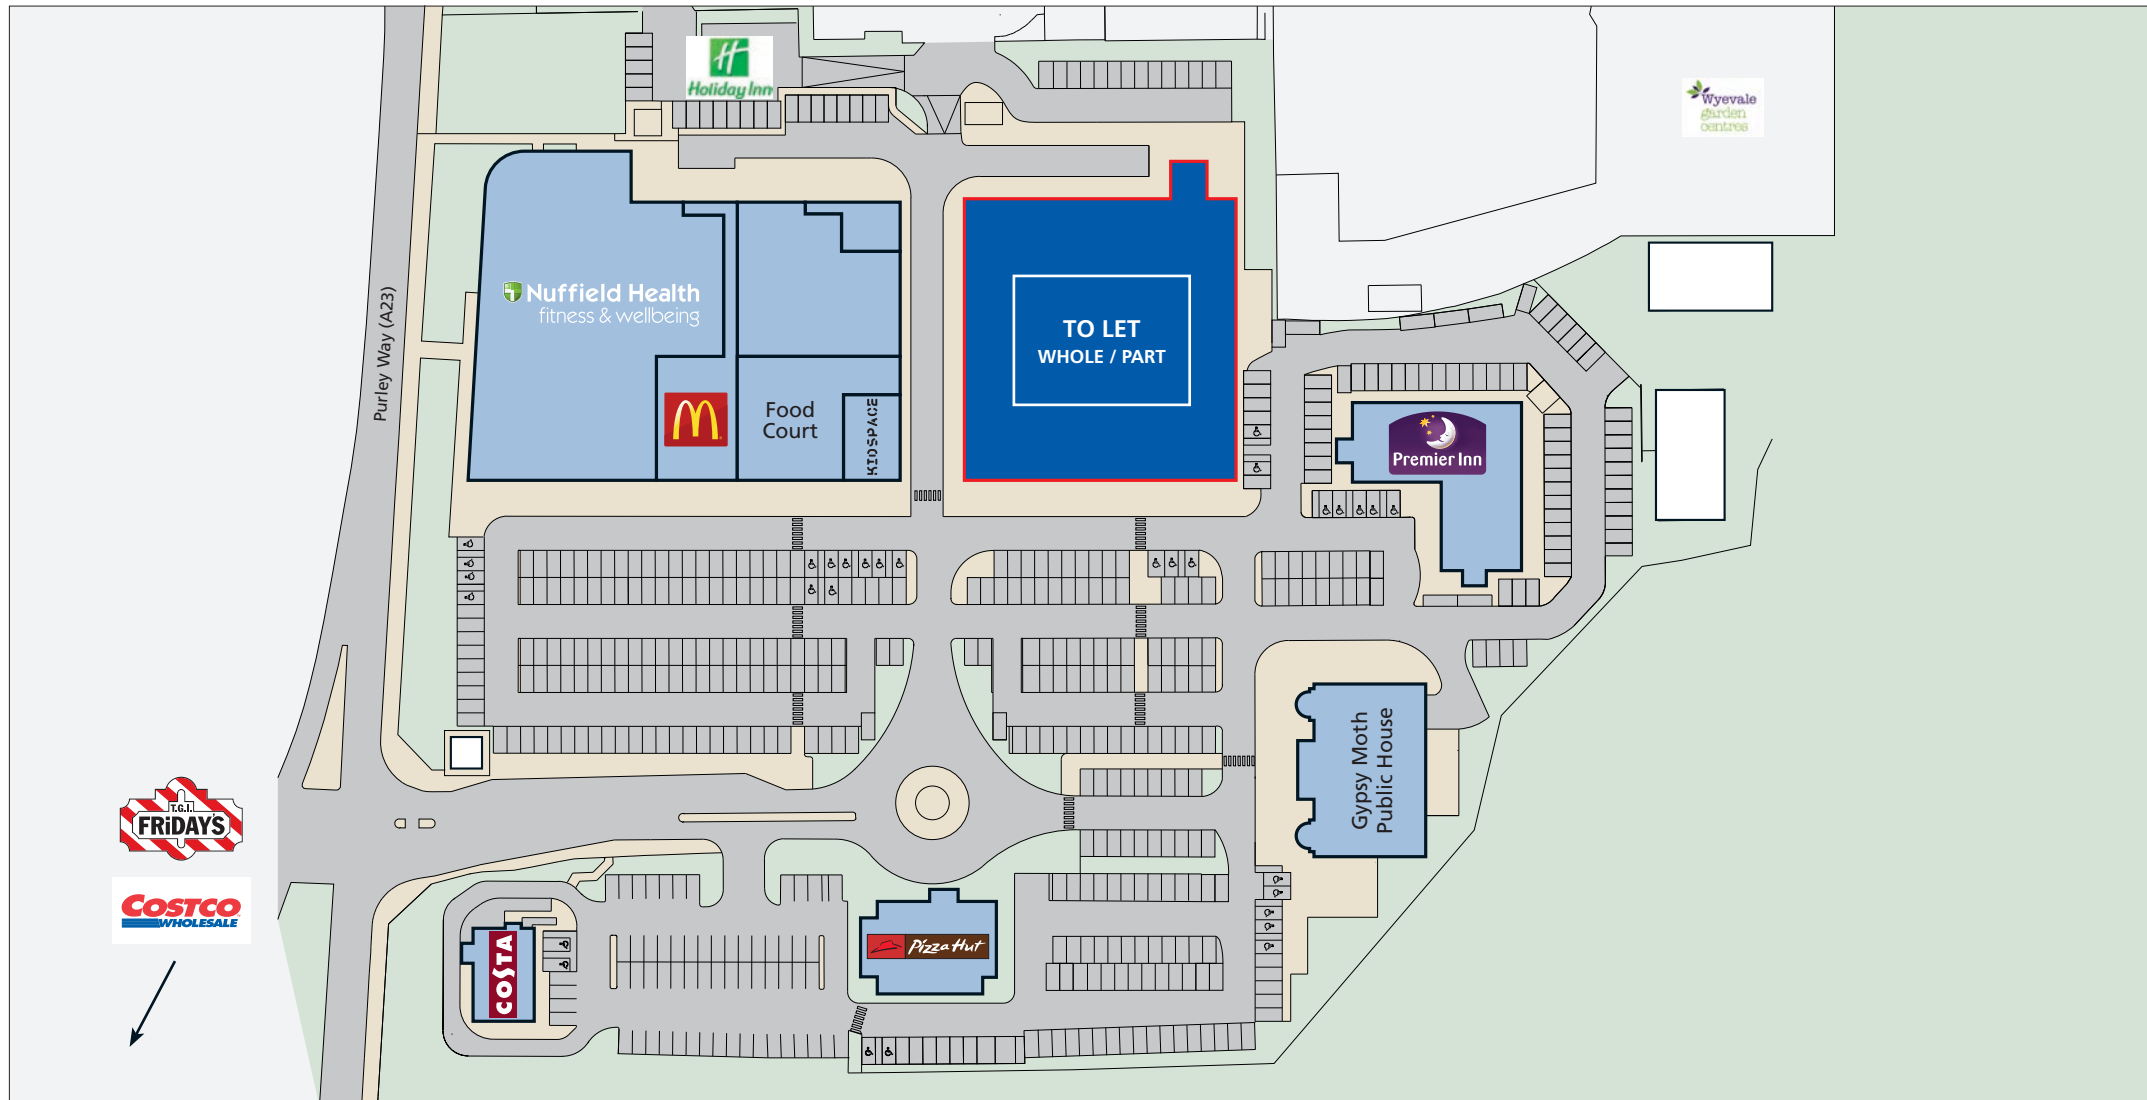 Holiday Inn
Wyevale
garden
centres
Purley Way (A23)
Nuffield Health
fitness & wellbeing
TO LET
WHOLE / PART
Food
Court
KIOSPACE
Premier Inn
Gypsy Moth
Public House
T.G.I.
FRiDAY'S
COSTCO
WHOLESALE
COSTA
Pizza Hut